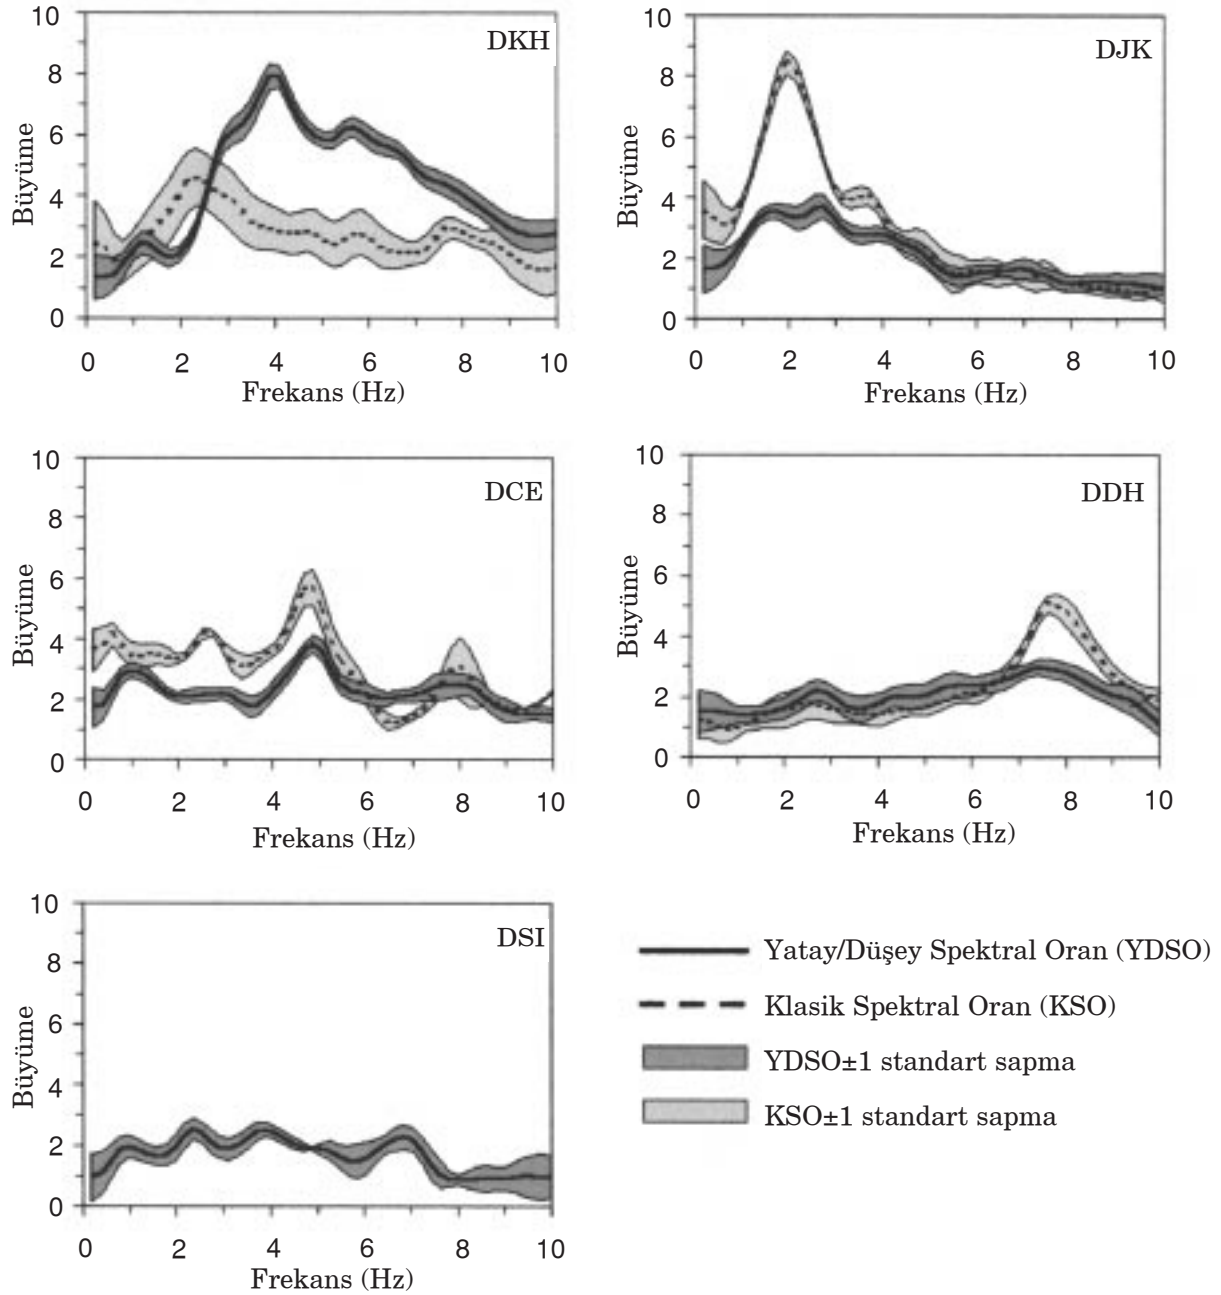 10
8
6
4
2
0
Büyüme
DKH
0 2 4 6 8 10
Frekans (Hz)
10
8
6
4
2
0
Büyüme
DJK
0 2 4 6 8 10
Frekans (Hz)
10
8
6
4
2
0
Büyüme
DCE
0 2 4 6 8 10
Frekans (Hz)
10
8
6
4
2
0
Büyüme
DDH
0 2 4 6 8 10
Frekans (Hz)
10
8
6
4
2
0
Büyüme
DSI
0 2 4 6 8 10
Frekans (Hz)
Yatay/Düşey Spektral Oran (YDSO)
Klasik Spektral Oran (KSO)
YDSO±1 standart sapma
KSO±1 standart sapma